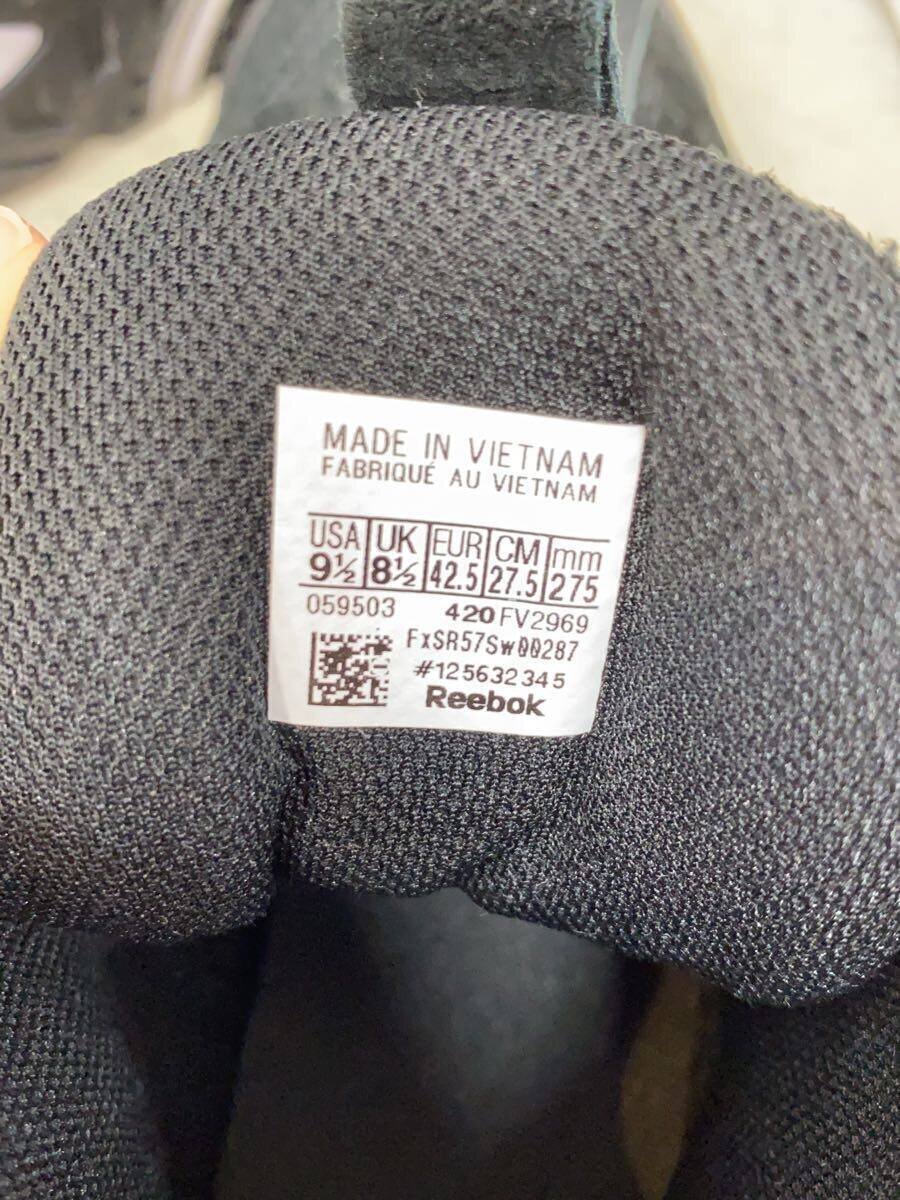 MADE IN VIETNAM
FABRIQUÉ AU VIETNAM
USA UK EUR CM mm
9½ 8½ 42.5 27.5 275
059503 420 FV2969
FxSR57Sw00287
#125632345
Reebok